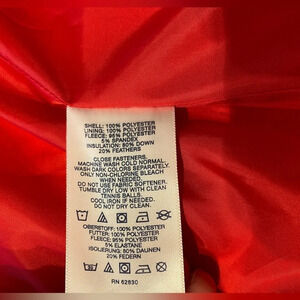 SHELL: 100% POLYESTER
LINING: 100% POLYESTER
FLEECE: 95% POLYESTER
5% SPANDEX
INSULATION: 80% DOWN
20% FEATHERS
CLOSE FASTENERS.
MACHINE WASH COLD NORMAL.
WASH DARK COLORS SEPARATELY.
ONLY NON-CHLORINE BLEACH
WHEN NEEDED.
DO NOT USE FABRIC SOFTENER.
TUMBLE DRY LOW WITH CLEAN
TENNIS BALLS.
COOL IRON IF NEEDED.
DO NOT DRY CLEAN.
OBERSTOFF: 100% POLYESTER
FUTTER: 100% POLYESTER
FLEECE: 95% POLYESTER
5% ELASTANE
ISOLIERUNG: 80% DAUNEN
20% FEDERN
RN 62830